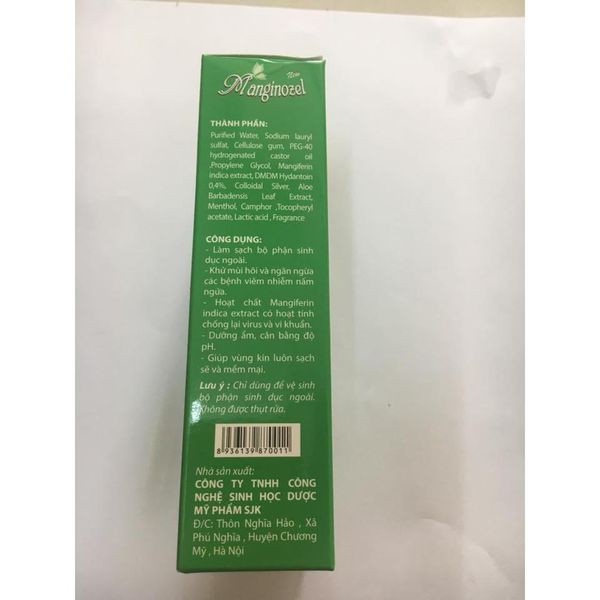 New
Manginozel
THÀNH PHẦN:
Purified Water, Sodium lauryl
sulfat, Cellulose gum, PEG-40
hydrogenated castor oil
,Propylene Glycol, Mangiferin
indica extract, DMDM Hydantoin
0,4%, Colloidal Silver, Aloe
Barbadensis Leaf Extract,
Menthol, Camphor ,Tocopheryl
acetate, Lactic acid , Fragrance
CÔNG DỤNG:
- Làm sạch bộ phận sinh
dục ngoài.
- Khử mùi hôi và ngăn ngừa
các bệnh viêm nhiễm nấm
ngứa.
- Hoạt chất Mangiferin
indica extract có hoạt tính
chống lại virus và vi khuẩn.
- Dưỡng ẩm, cân bằng độ
pH.
- Giúp vùng kín luôn sạch
sẽ và mềm mại.
Lưu ý : Chỉ dùng để vệ sinh
bộ phận sinh dục ngoài.
Không được thụt rửa.
8 936139 870011
Nhà sản xuất:
CÔNG TY TNHH CÔNG
NGHỆ SINH HỌC DƯỢC
MỸ PHẨM SJK
Đ/C: Thôn Nghĩa Hảo , Xã
Phú Nghĩa , Huyện Chương
Mỹ , Hà Nội